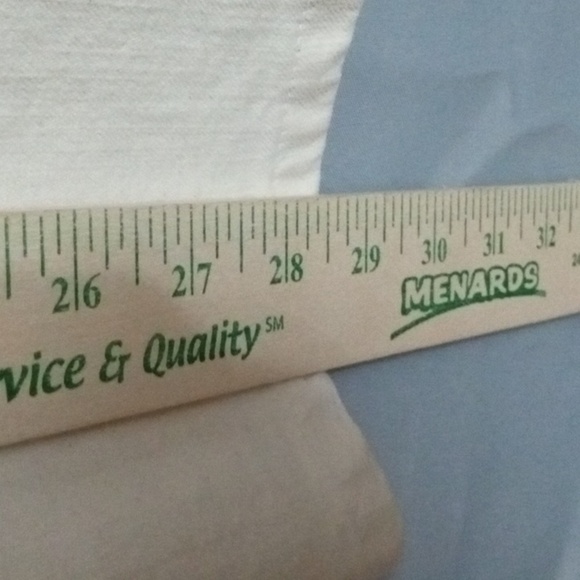 26 27 28 29 30 31 32
MENARDS
vice & Quality SM